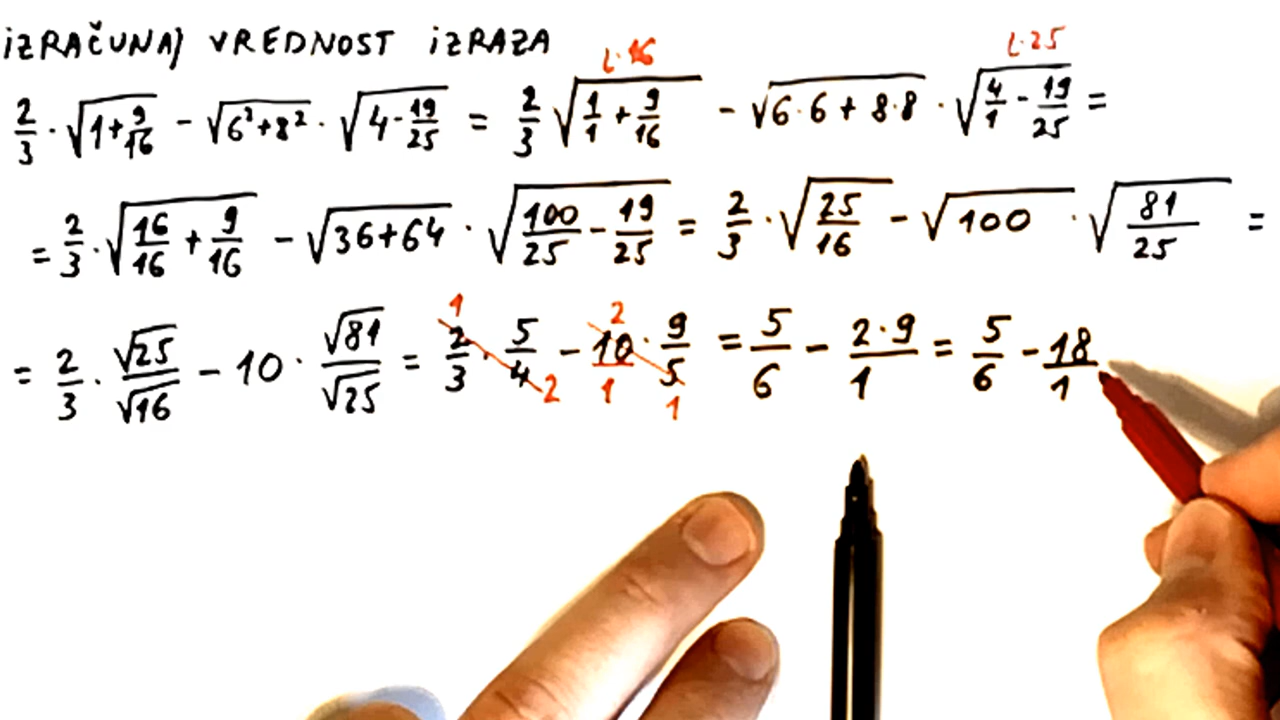 iZRAČUNAJ VREDNOST iZRAZA
L·16 L·25
2/3 · √(1+9/16) - √(6²+8²) · √(4-19/25) = 2/3 √(1/1+9/16) - √(6·6+8·8) · √(4/1-19/25) =
= 2/3 · √(16/16+9/16) - √(36+64) · √(100/25-19/25) = 2/3 · √(25/16) - √100 · √(81/25) =
= 2/3 · √25/√16 - 10 · √81/√25 = 2/3 · 5/4 - 10/1 · 9/5 = 5/6 - 2·9/1 = 5/6 - 18/1
1 2
2 1